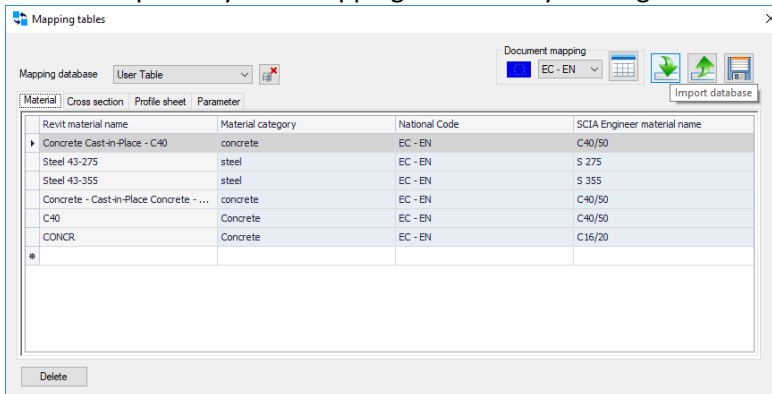 Mapping tables
Document mapping
Mapping database User Table EC - EN
Import database
Material Cross section Profile sheet Parameter
Revit material name Material category National Code SCIA Engineer material name
Concrete Cast-in-Place - C40 concrete EC - EN C40/50
Steel 43-275 steel EC - EN S 275
Steel 43-355 steel EC - EN S 355
Concrete - Cast-in-Place Concrete - ... concrete EC - EN C40/50
C40 Concrete EC - EN C40/50
CONCR Concrete EC - EN C16/20
Delete